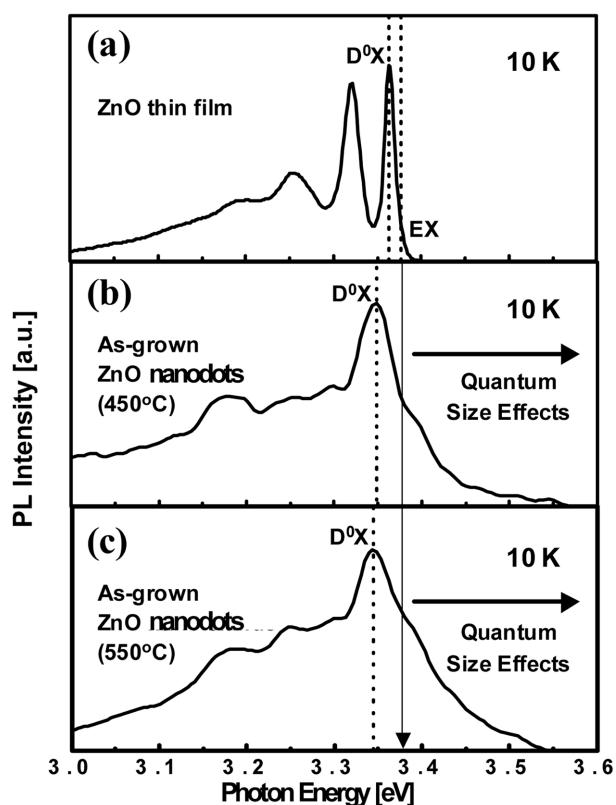 (a)
D⁰X
10 K
ZnO thin film
EX
(b)
D⁰X
10 K
As-grown
ZnO nanodots
(450°C)
Quantum
Size Effects
(c)
D⁰X
10 K
As-grown
ZnO nanodots
(550°C)
Quantum
Size Effects
PL Intensity [a.u.]
3.0 3.1 3.2 3.3 3.4 3.5 3.6
Photon Energy [eV]